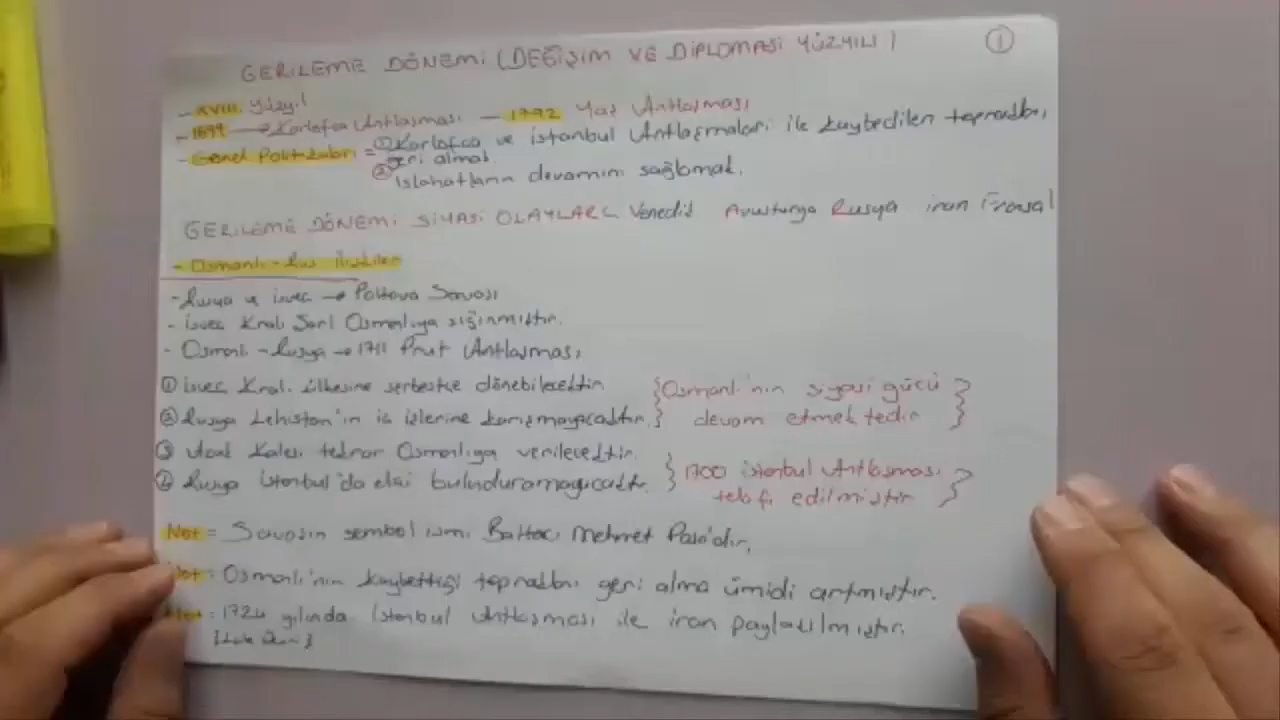 GERİLEME DÖNEMİ (DEĞİŞİM VE DİPLOMASİ YÜZYILI) ①
- XVIII. Yüzyıl
- 1699 → Karlofça Antlaşması — 1792 Yaş Antlaşması
- Genel Politikaları = ① Karlofça ve İstanbul Antlaşmaları ile kaybedilen toprakları
geri almak.
② Islahatların devamını sağlamak.
GERİLEME DÖNEMİ SİYASİ OLAYLARI Venedik Avusturya Rusya İran Fransa
- Osmanlı - Rus İlişkileri
- Rusya ve İsveç → Poltova Savaşı
- İsveç Kralı Şarl Osmanlıya sığınmıştır.
- Osmanlı - Rusya → 1711 Prut Antlaşması
① İsveç Kralı ülkesine serbestçe dönebilecektir
② Rusya Lehistan'ın iç işlerine karışmayacaktır. } {Osmanlı'nın siyasi gücü
devam etmektedir }
③ Azak Kalesi tekrar Osmanlıya verilecektir.
④ Rusya İstanbul'da elçi bulunduramayacaktır. } 1700 İstanbul Antlaşması
telafi edilmiştir }
Not = Savaşın sembol ismi Baltacı Mehmet Paşa'dır.
Not = Osmanlı'nın kaybettiği toprakları geri alma ümidi artmıştır.
Not = 1724 yılında İstanbul Antlaşması ile İran paylaşılmıştır.